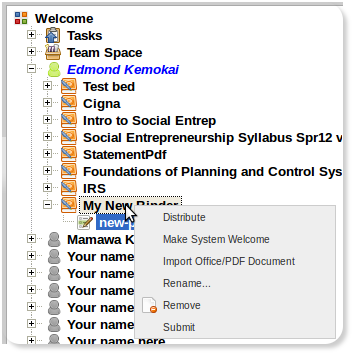 Welcome
Tasks
Team Space
Edmond Kemokai
Test bed
Cigna
Intro to Social Entrep
Social Entrepreneurship Syllabus Spr12 v
StatementPdf
Foundations of Planning and Control Sys
IRS
My New Binder
new
Mamawa K
Your name
Your name
Your name
Your name
Your name
Your name
Your name here
Distribute
Make System Welcome
Import Office/PDF Document
Rename...
Remove
Submit